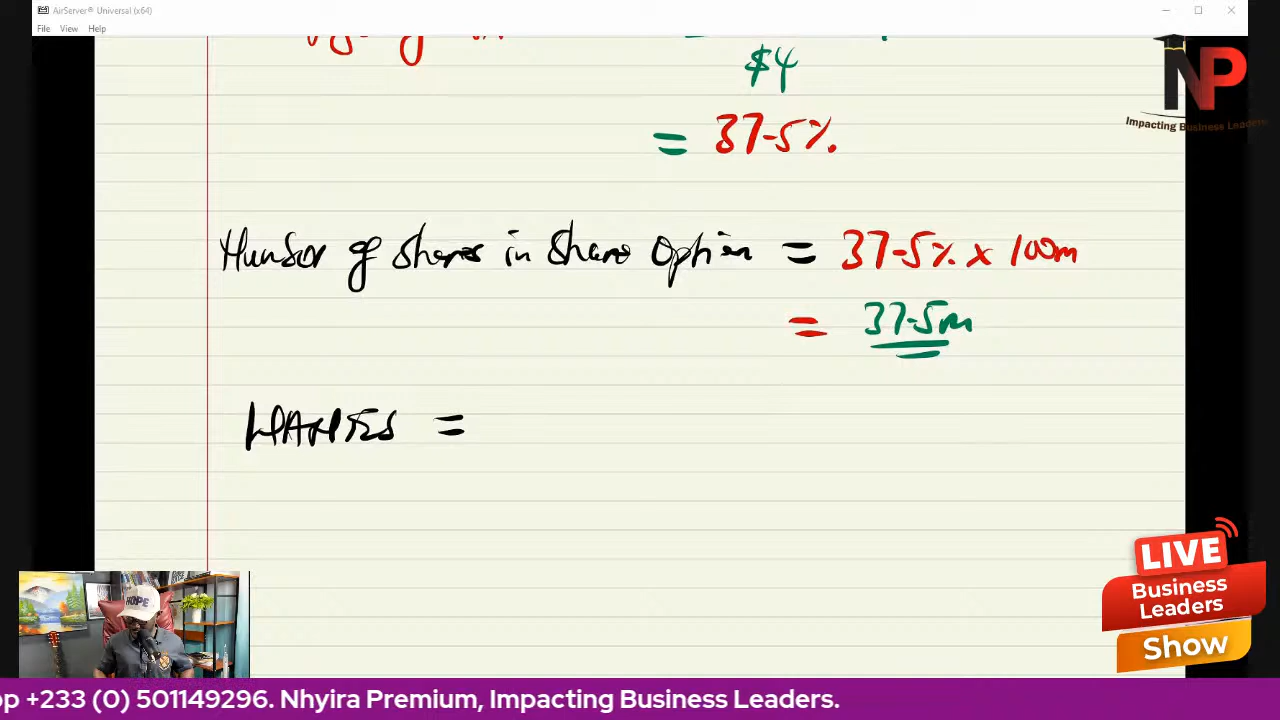 AirServer® Universal (x64)
File View Help
$4
= 37.5%
NP
Impacting Business Leaders
Number of shares in share option = 37.5% x 100m
= 37.5m
=
HOPE
LIVE
Business
Leaders
Show
pp +233 (0) 501149296. Nhyira Premium, Impacting Business Leaders.